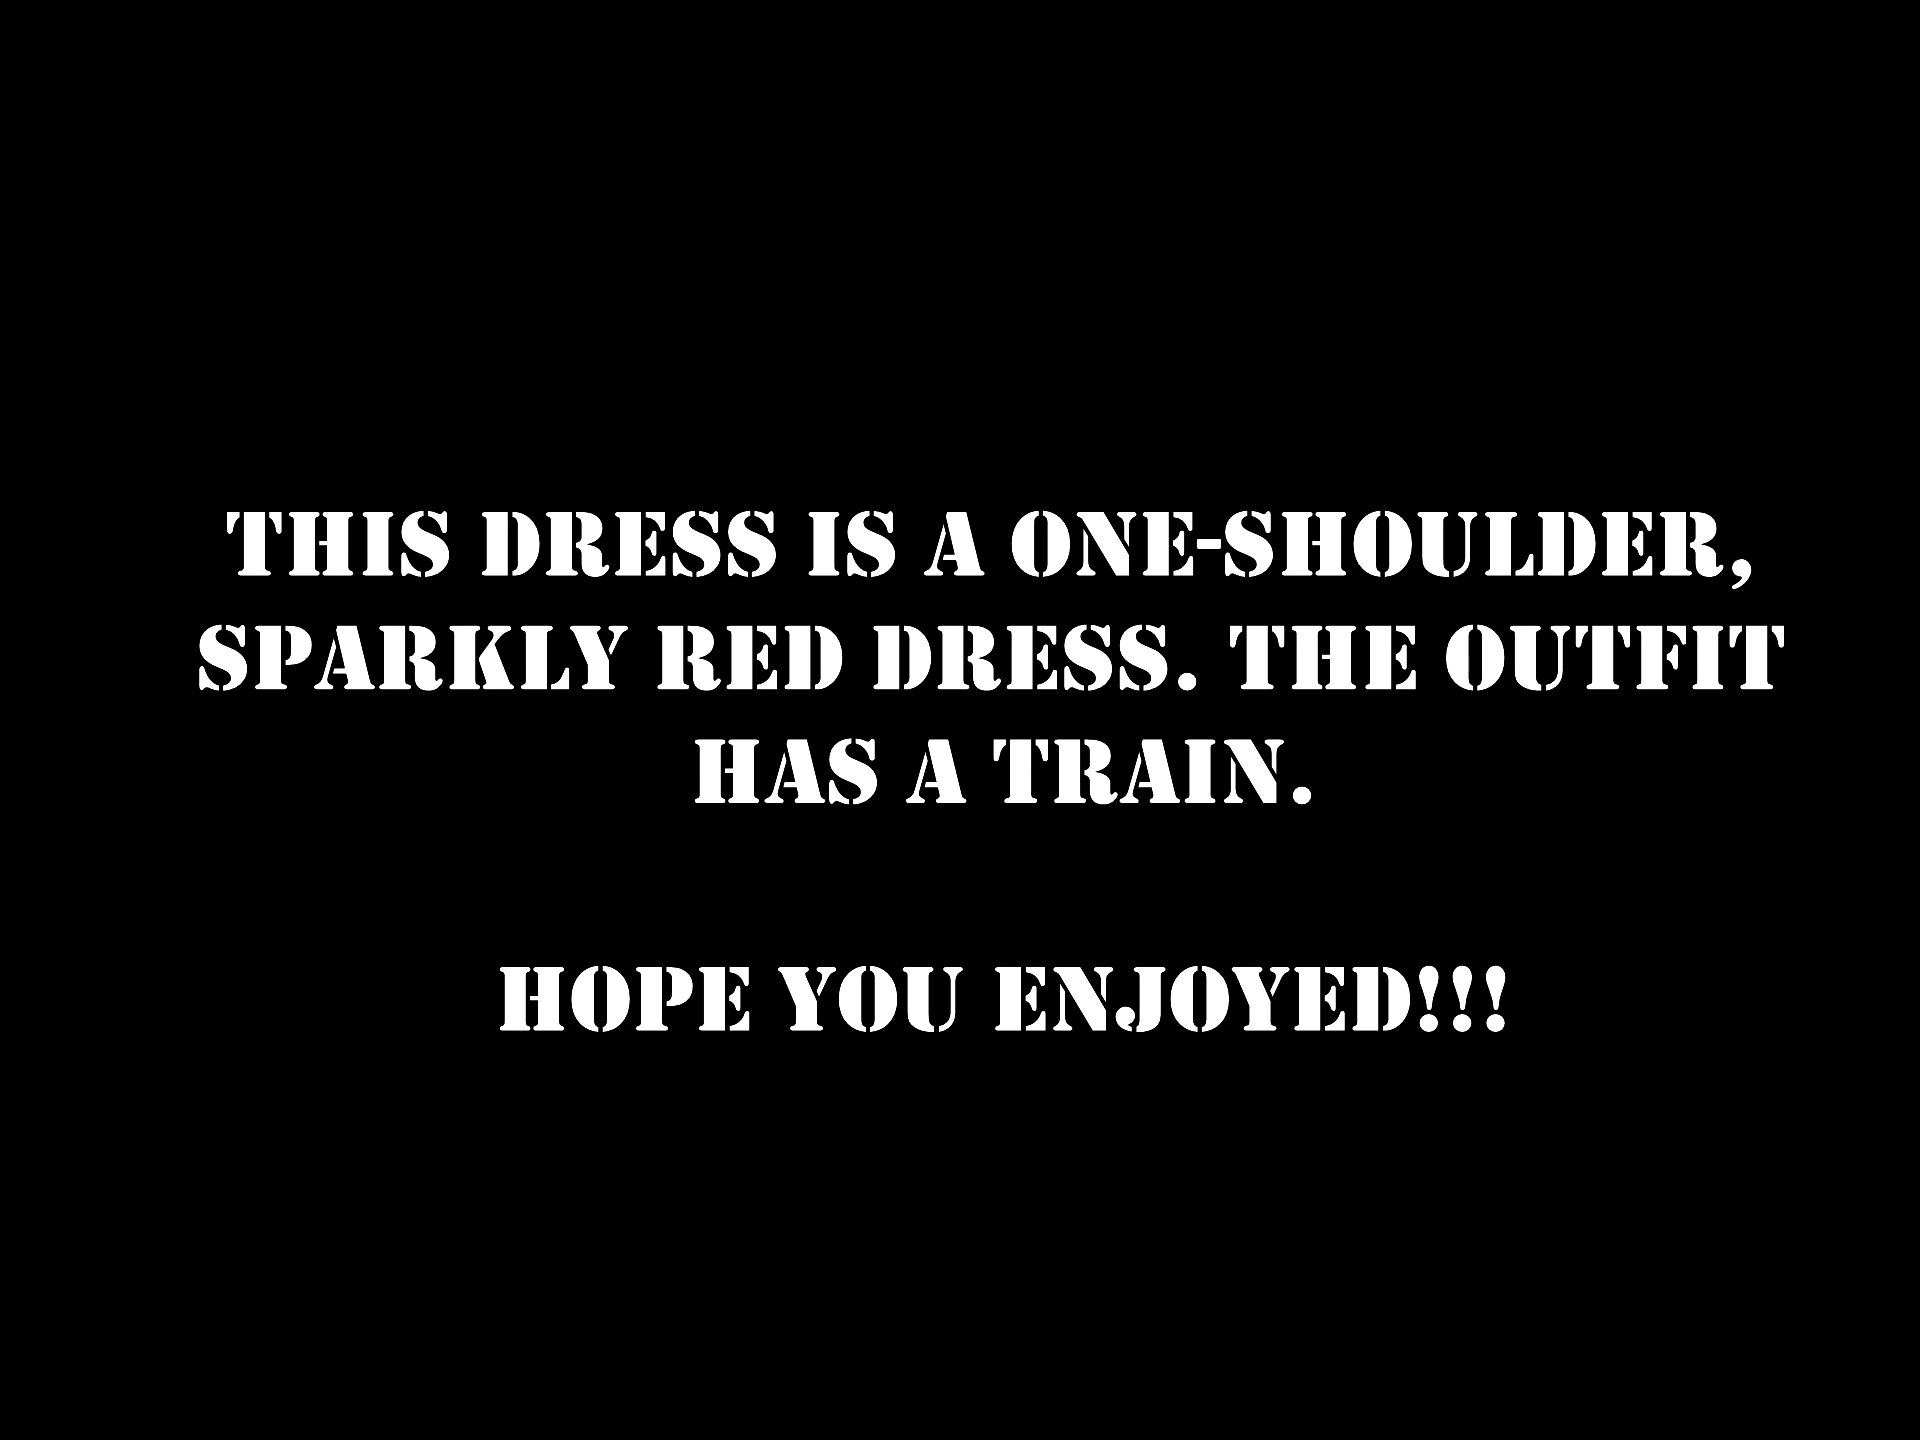 THIS DRESS IS A ONE-SHOULDER,
SPARKLY RED DRESS. THE OUTFIT
HAS A TRAIN.
HOPE YOU ENJOYED!!!